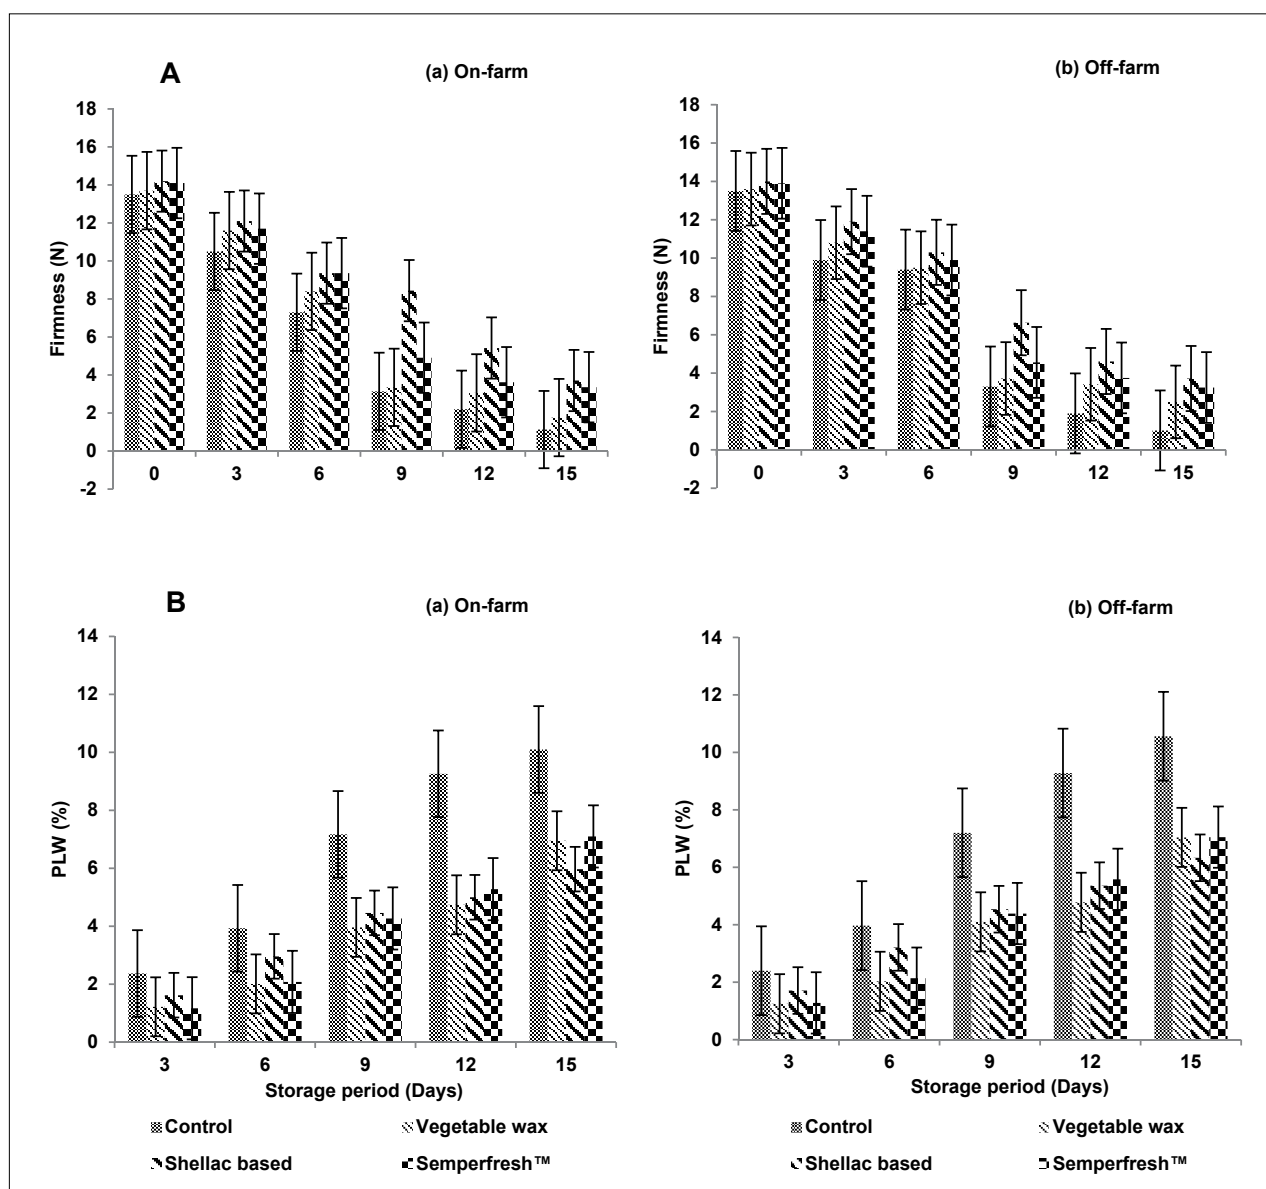 A
(a) On-farm
(b) Off-farm
Firmness (N)
18
16
14
12
10
8
6
4
2
0
-2
0 3 6 9 12 15
Firmness (N)
18
16
14
12
10
8
6
4
2
0
-2
0 3 6 9 12 15
B
(a) On-farm
(b) Off-farm
PLW (%)
14
12
10
8
6
4
2
0
3 6 9 12 15
Storage period (Days)
Control Vegetable wax
Shellac based Semperfresh™
PLW (%)
14
12
10
8
6
4
2
0
3 6 9 12 15
Storage period (Days)
Control Vegetable wax
Shellac based Semperfresh™